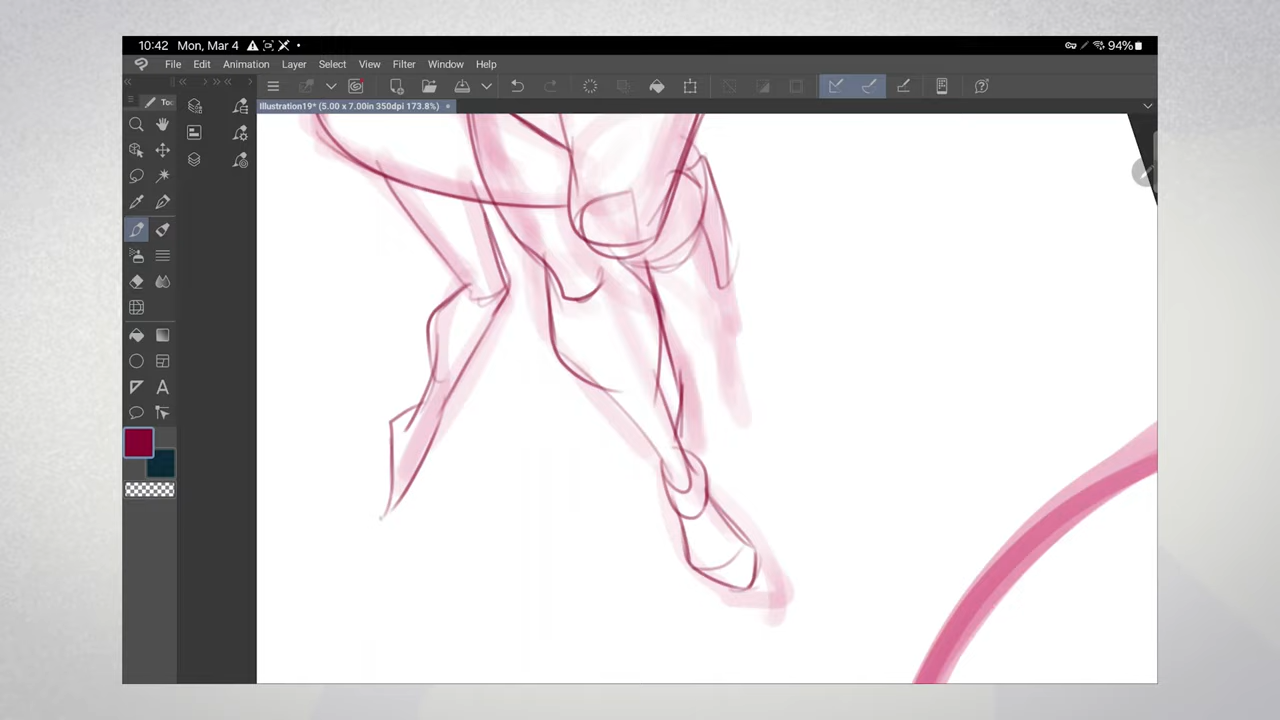 10:42 Mon, Mar 4 94%
File Edit Animation Layer Select View Filter Window Help
Illustration19* (5.00 x 7.00in 350dpi 173.8%)